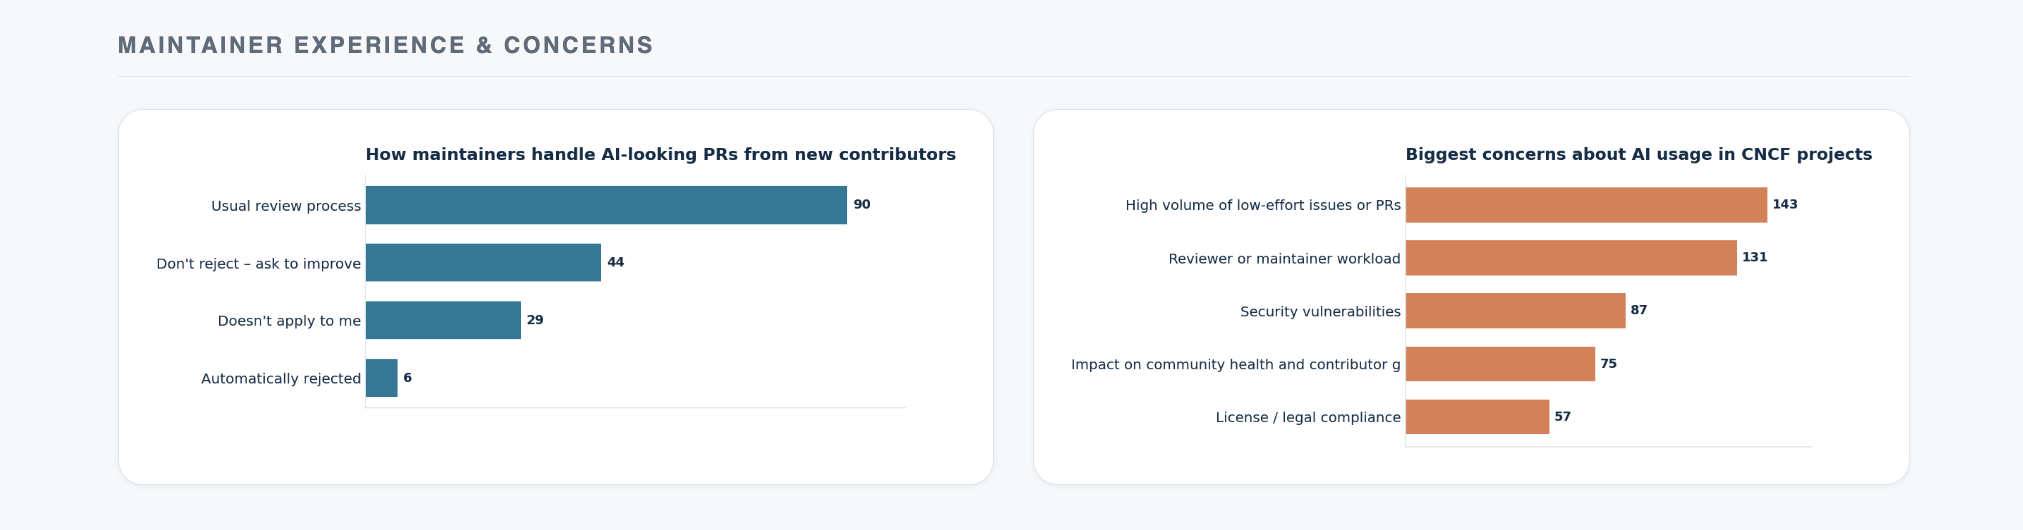 MAINTAINER EXPERIENCE & CONCERNS
How maintainers handle AI-looking PRs from new contributors
Usual review process 90
Don't reject – ask to improve 44
Doesn't apply to me 29
Automatically rejected 6
Biggest concerns about AI usage in CNCF projects
High volume of low-effort issues or PRs 143
Reviewer or maintainer workload 131
Security vulnerabilities 87
Impact on community health and contributor g 75
License / legal compliance 57